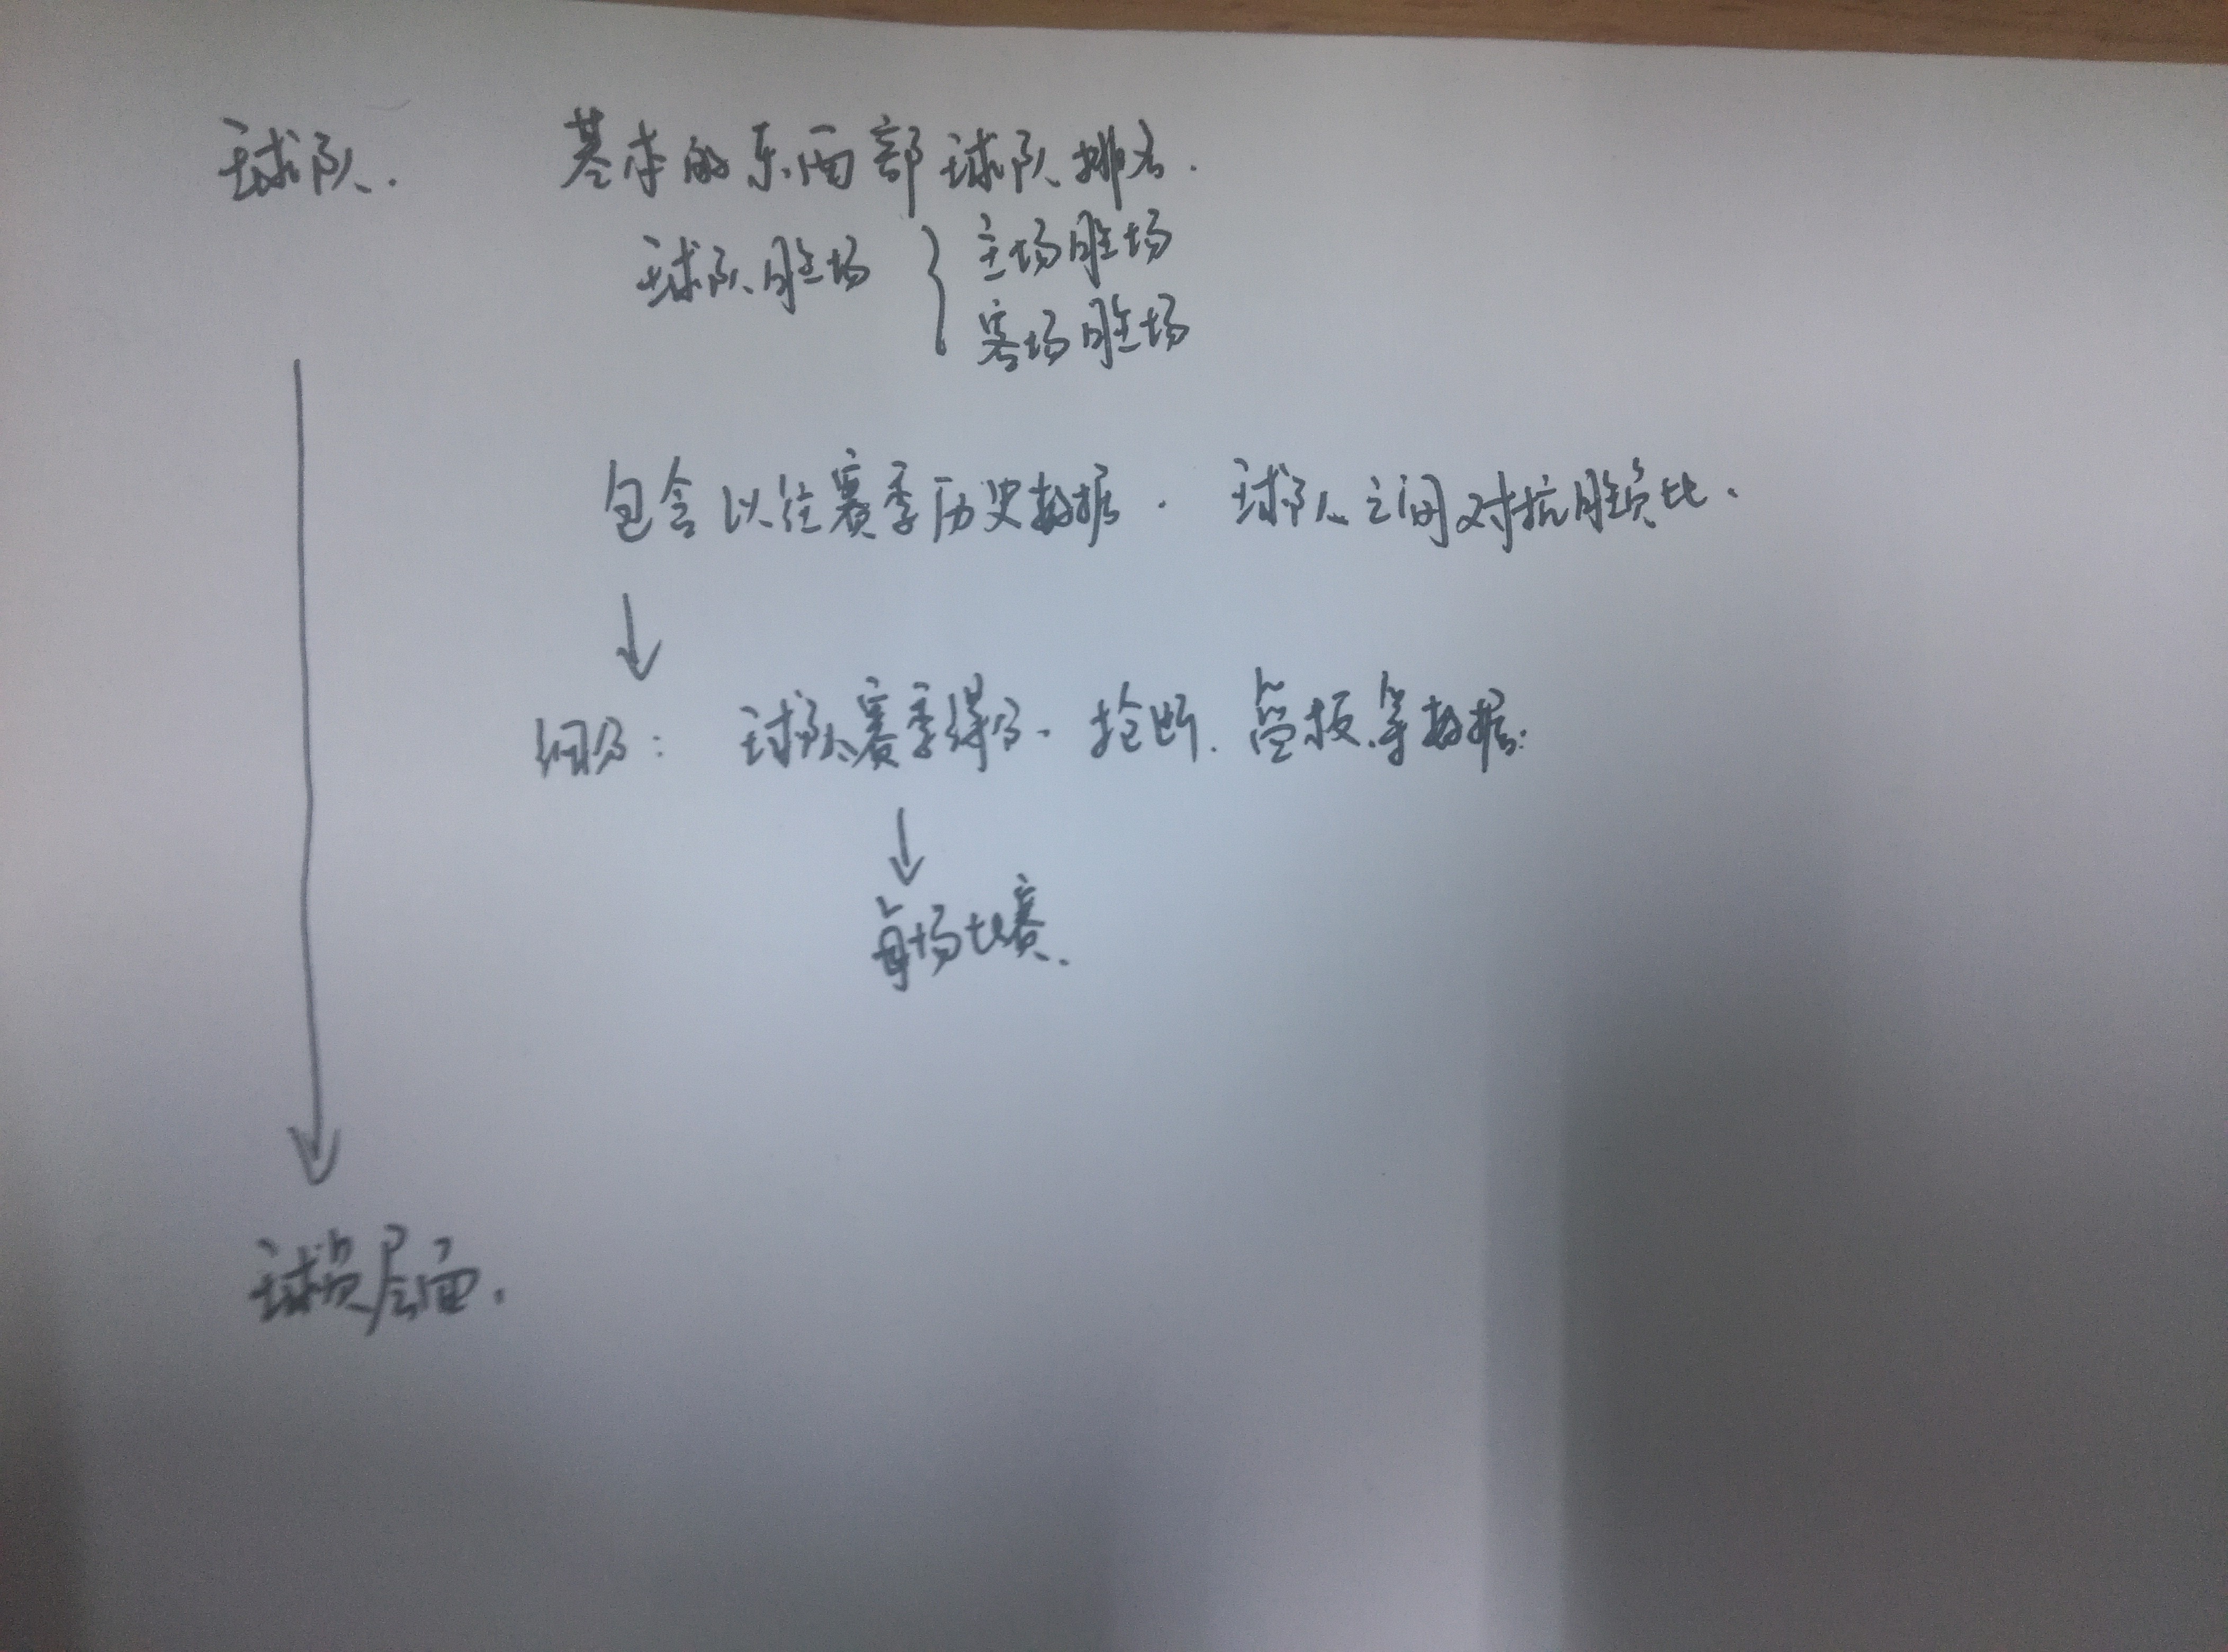 球队. 基本的东西部球队排名.
球队胜场 { 主场胜场
客场胜场
包含以往赛季历史数据. 球队之间对抗胜负比.
↓
细分: 球队赛季得分. 抢断. 篮板.等数据.
↓
每场比赛.
球员层面.